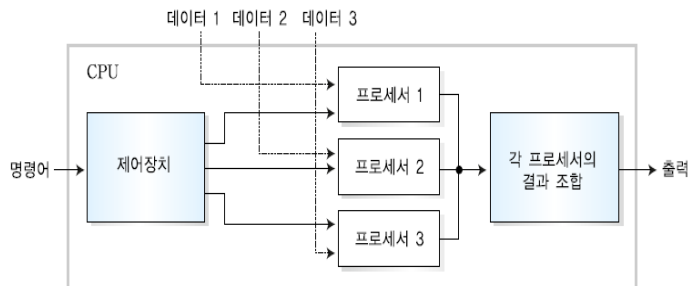 데이터 1 데이터 2 데이터 3
CPU
프로세서 1
명령어
제어장치
프로세서 2
각 프로세서의
결과 조합
출력
프로세서 3